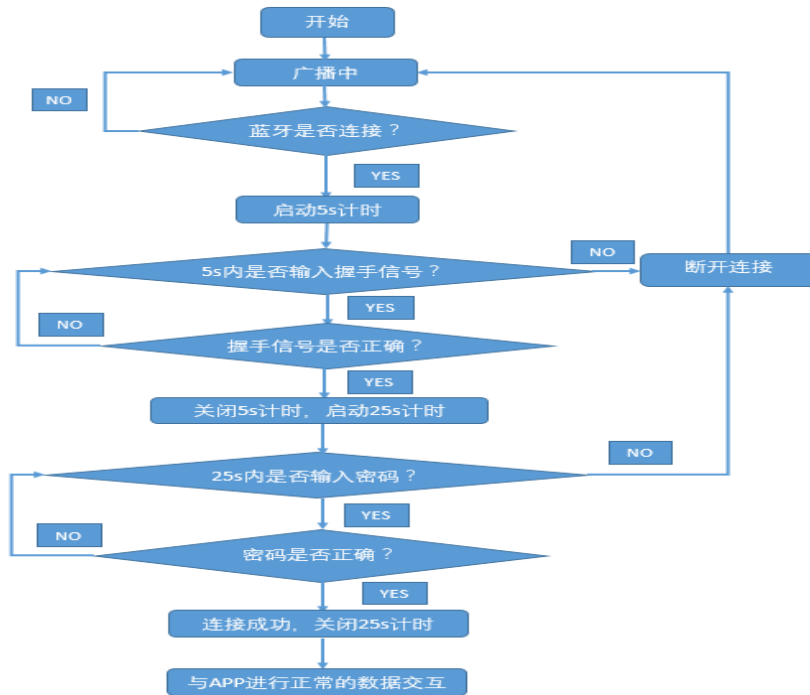 开始
广播中
NO
蓝牙是否连接？
YES
启动5s计时
NO
5s内是否输入握手信号？
断开连接
YES
NO
握手信号是否正确？
YES
关闭5s计时，启动25s计时
NO
25s内是否输入密码？
YES
NO
密码是否正确？
YES
连接成功，关闭25s计时
与APP进行正常的数据交互